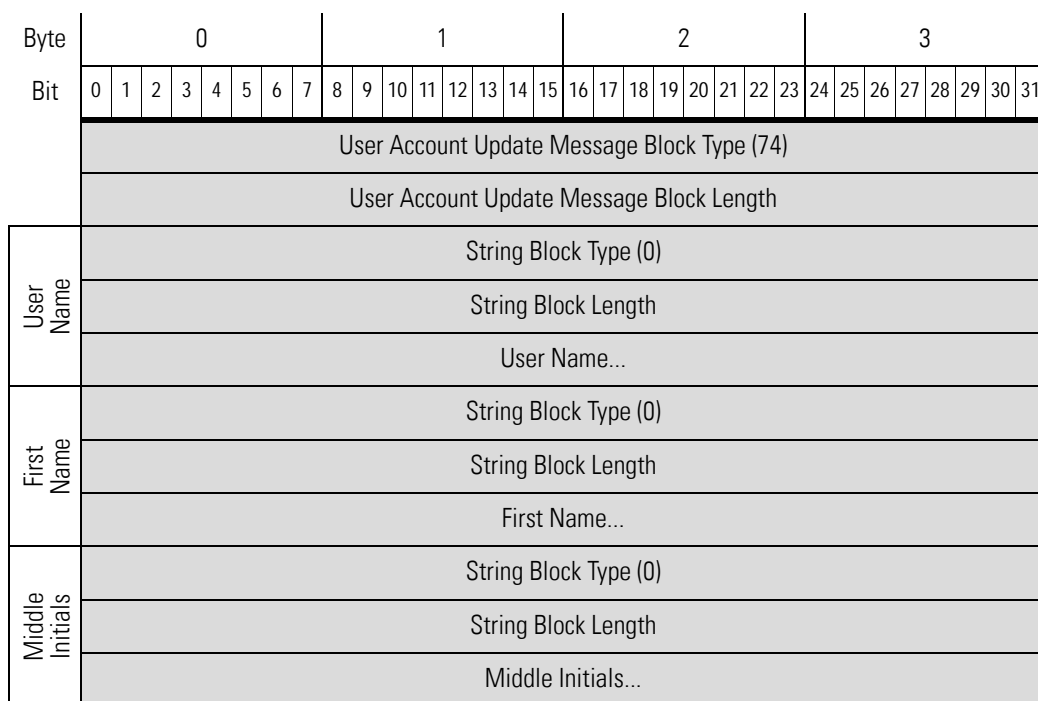 Byte 0 1 2 3
Bit 0 1 2 3 4 5 6 7 8 9 10 11 12 13 14 15 16 17 18 19 20 21 22 23 24 25 26 27 28 29 30 31
User Account Update Message Block Type (74)
User Account Update Message Block Length
User
Name
String Block Type (0)
String Block Length
User Name...
First
Name
String Block Type (0)
String Block Length
First Name...
Middle
Initials
String Block Type (0)
String Block Length
Middle Initials...